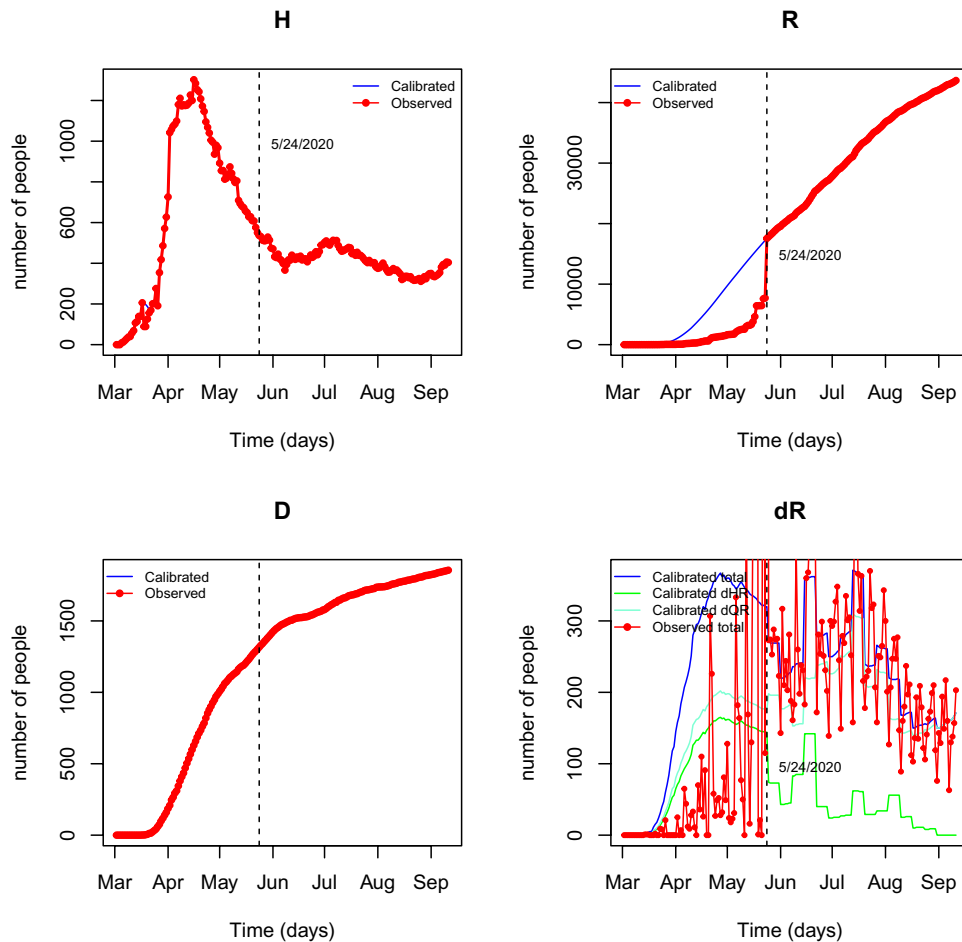 H
number of people
0 200 400 600 1000
Calibrated
Observed
5/24/2020
Mar Apr May Jun Jul Aug Sep
Time (days)
R
number of people
0 10000 30000
Calibrated
Observed
5/24/2020
Mar Apr May Jun Jul Aug Sep
Time (days)
D
number of people
0 500 1000 1500
Calibrated
Observed
Mar Apr May Jun Jul Aug Sep
Time (days)
dR
number of people
0 100 200 300
Calibrated total
Calibrated dHR
Calibrated dQR
Observed total
5/24/2020
Mar Apr May Jun Jul Aug Sep
Time (days)